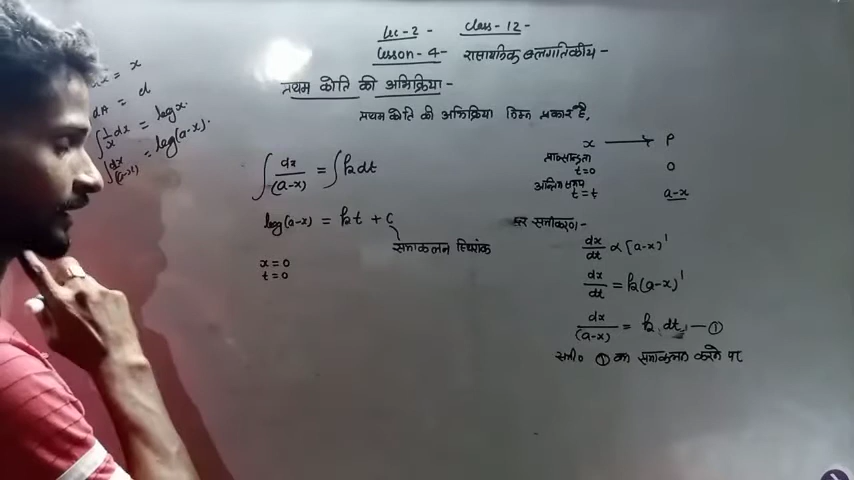 Lec-2- Class-12-
Lesson-4- रासायनिक बलगतिकीय-
प्रथम कोटि की अभिक्रिया-
प्रथम कोटि की अभिक्रिया निम्न प्रकार है,
= x
dA = d
∫ 1/x dx = log x.
∫ dx/(a-x) = log(a-x).
∫ dx/(a-x) = ∫ k dt
log(a-x) = kt + C
समाकलन स्थिरांक
x = 0
t = 0
x → P
t=0 0
t=t a-x
दर समीकरण-
dx/dt ∝ (a-x)¹
dx/dt = k(a-x)¹
dx/(a-x) = k dt —①
समी० ① का समाकलन करने पर